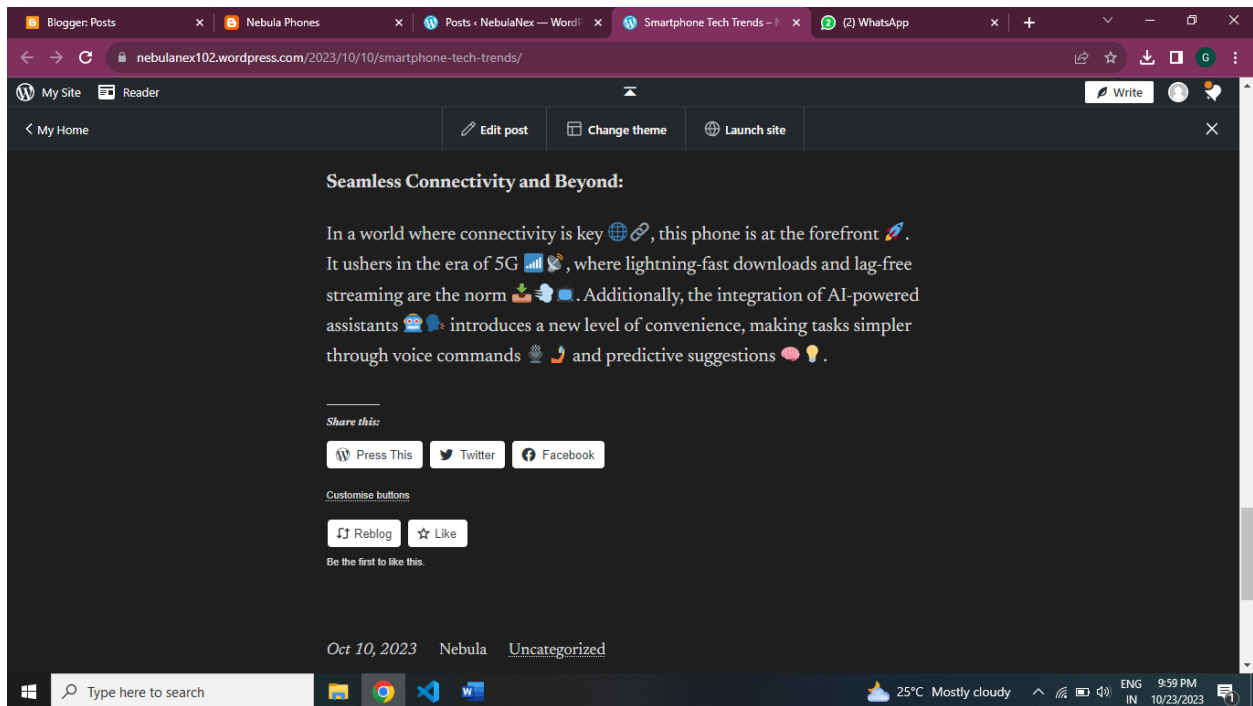 Blogger: Posts
Nebula Phones
Posts ‹ NebulaNex — WordP
Smartphone Tech Trends – N
(2) WhatsApp
nebulanex102.wordpress.com/2023/10/10/smartphone-tech-trends/
G
My Site
Reader
Write
My Home
Edit post
Change theme
Launch site
Seamless Connectivity and Beyond:
In a world where connectivity is key 🌐🔗, this phone is at the forefront 🚀.
It ushers in the era of 5G 📶📡, where lightning-fast downloads and lag-free
streaming are the norm 📥💨📺. Additionally, the integration of AI-powered
assistants 🤖🗣️ introduces a new level of convenience, making tasks simpler
through voice commands 🎙️🤳 and predictive suggestions 🧠💡.
Share this:
Press This
Twitter
Facebook
Customise buttons
Reblog
Like
Be the first to like this.
Oct 10, 2023 Nebula Uncategorized
Type here to search
25°C Mostly cloudy
ENG
IN
9:59 PM
10/23/2023
1